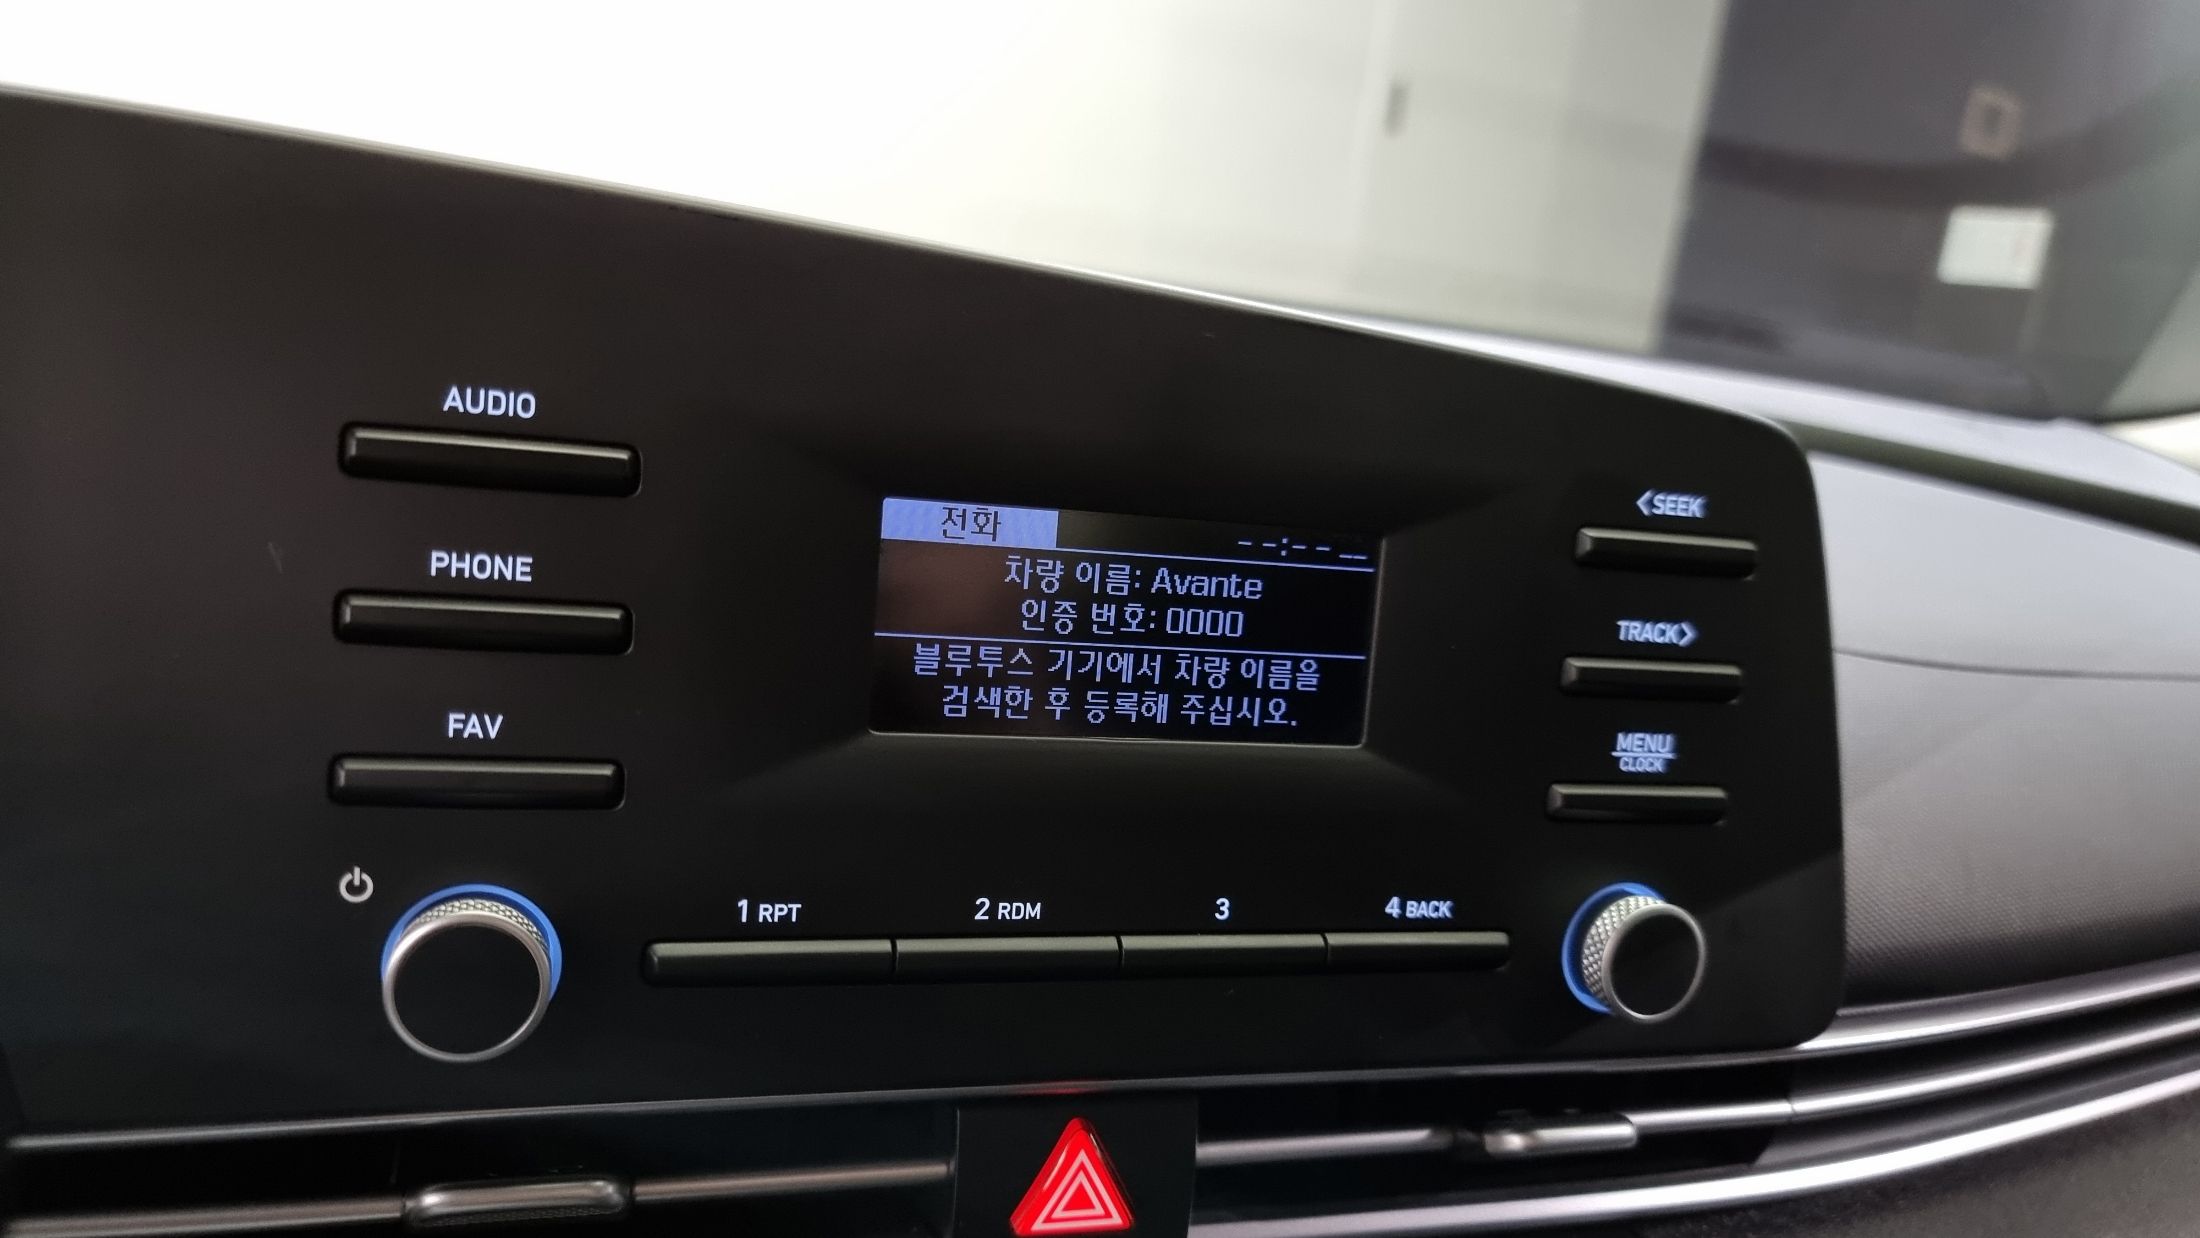 AUDIO
PHONE
FAV
전화
--:-- --
차량 이름: Avante
인증 번호: 0000
블루투스 기기에서 차량 이름을
검색한 후 등록해 주십시오.
<SEEK
TRACK>
MENU
CLOCK
1 RPT
2 RDM
3
4 BACK